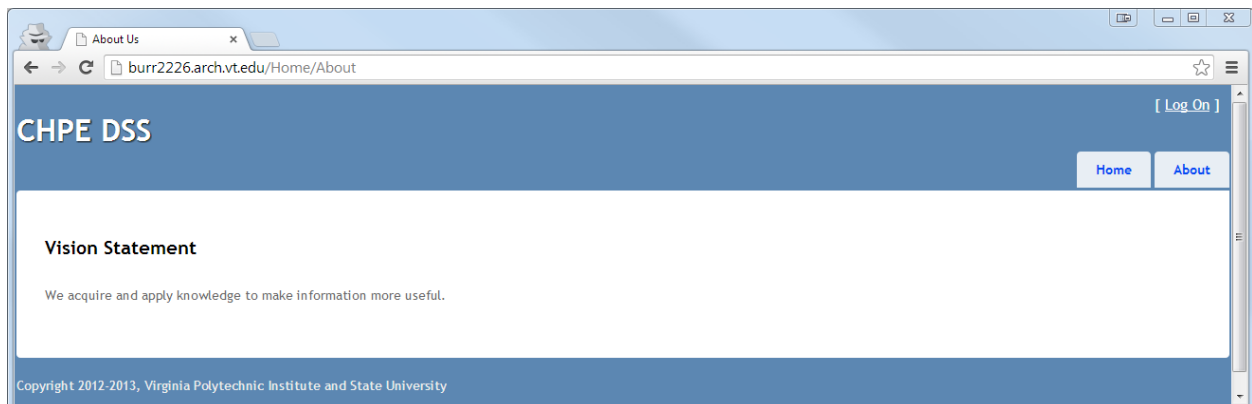 About Us
burr2226.arch.vt.edu/Home/About
[ Log On ]
CHPE DSS
Home About
Vision Statement
We acquire and apply knowledge to make information more useful.
Copyright 2012-2013, Virginia Polytechnic Institute and State University